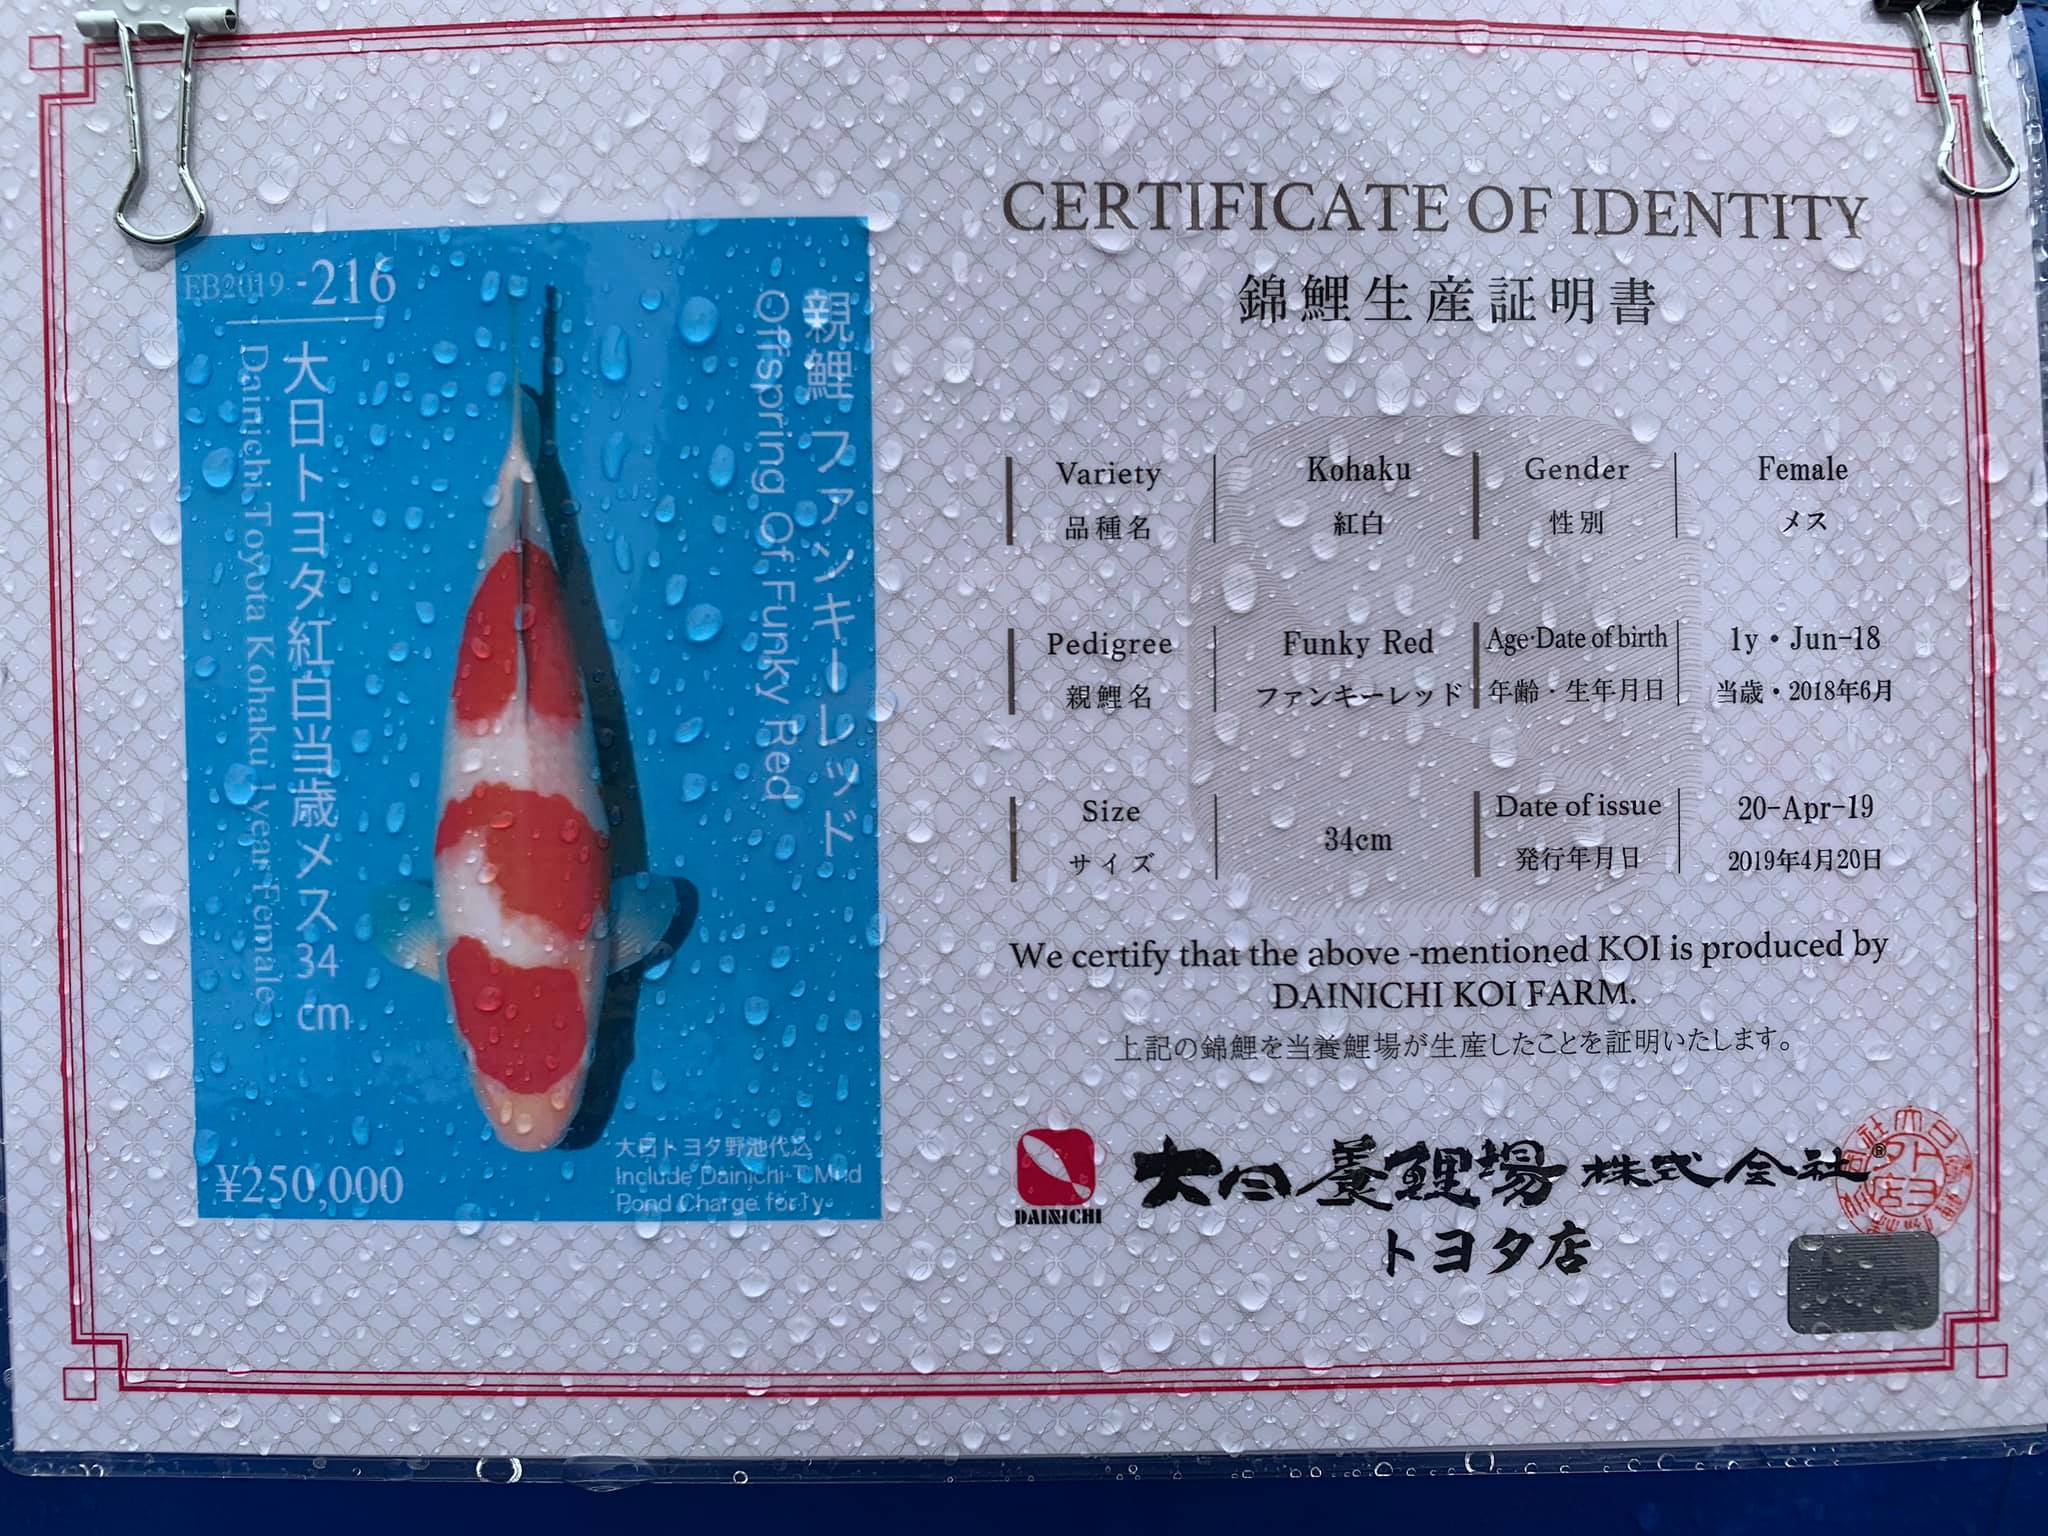 EB2019 -216
大日トヨタ紅白当歳メス34cm
Dainichi Toyota Kohaku 1year Female
親鯉 ファンキーレッド
Offspring Of Funky Red
¥250,000
大日トヨタ野池代込
Include Dainichi-T Mud
Pond Charge for 1y
CERTIFICATE OF IDENTITY
錦鯉生産証明書
Variety Kohaku Gender Female
品種名 紅白 性別 メス
Pedigree Funky Red Age·Date of birth 1y・Jun-18
親鯉名 ファンキーレッド 年齢・生年月日 当歳・2018年6月
Size 34cm Date of issue 20-Apr-19
サイズ 発行年月日 2019年4月20日
We certify that the above -mentioned KOI is produced by
DAINICHI KOI FARM.
上記の錦鯉を当養鯉場が生産したことを証明いたします。
DAINICHI
大日養鯉場 株式会社 ®
トヨタ店